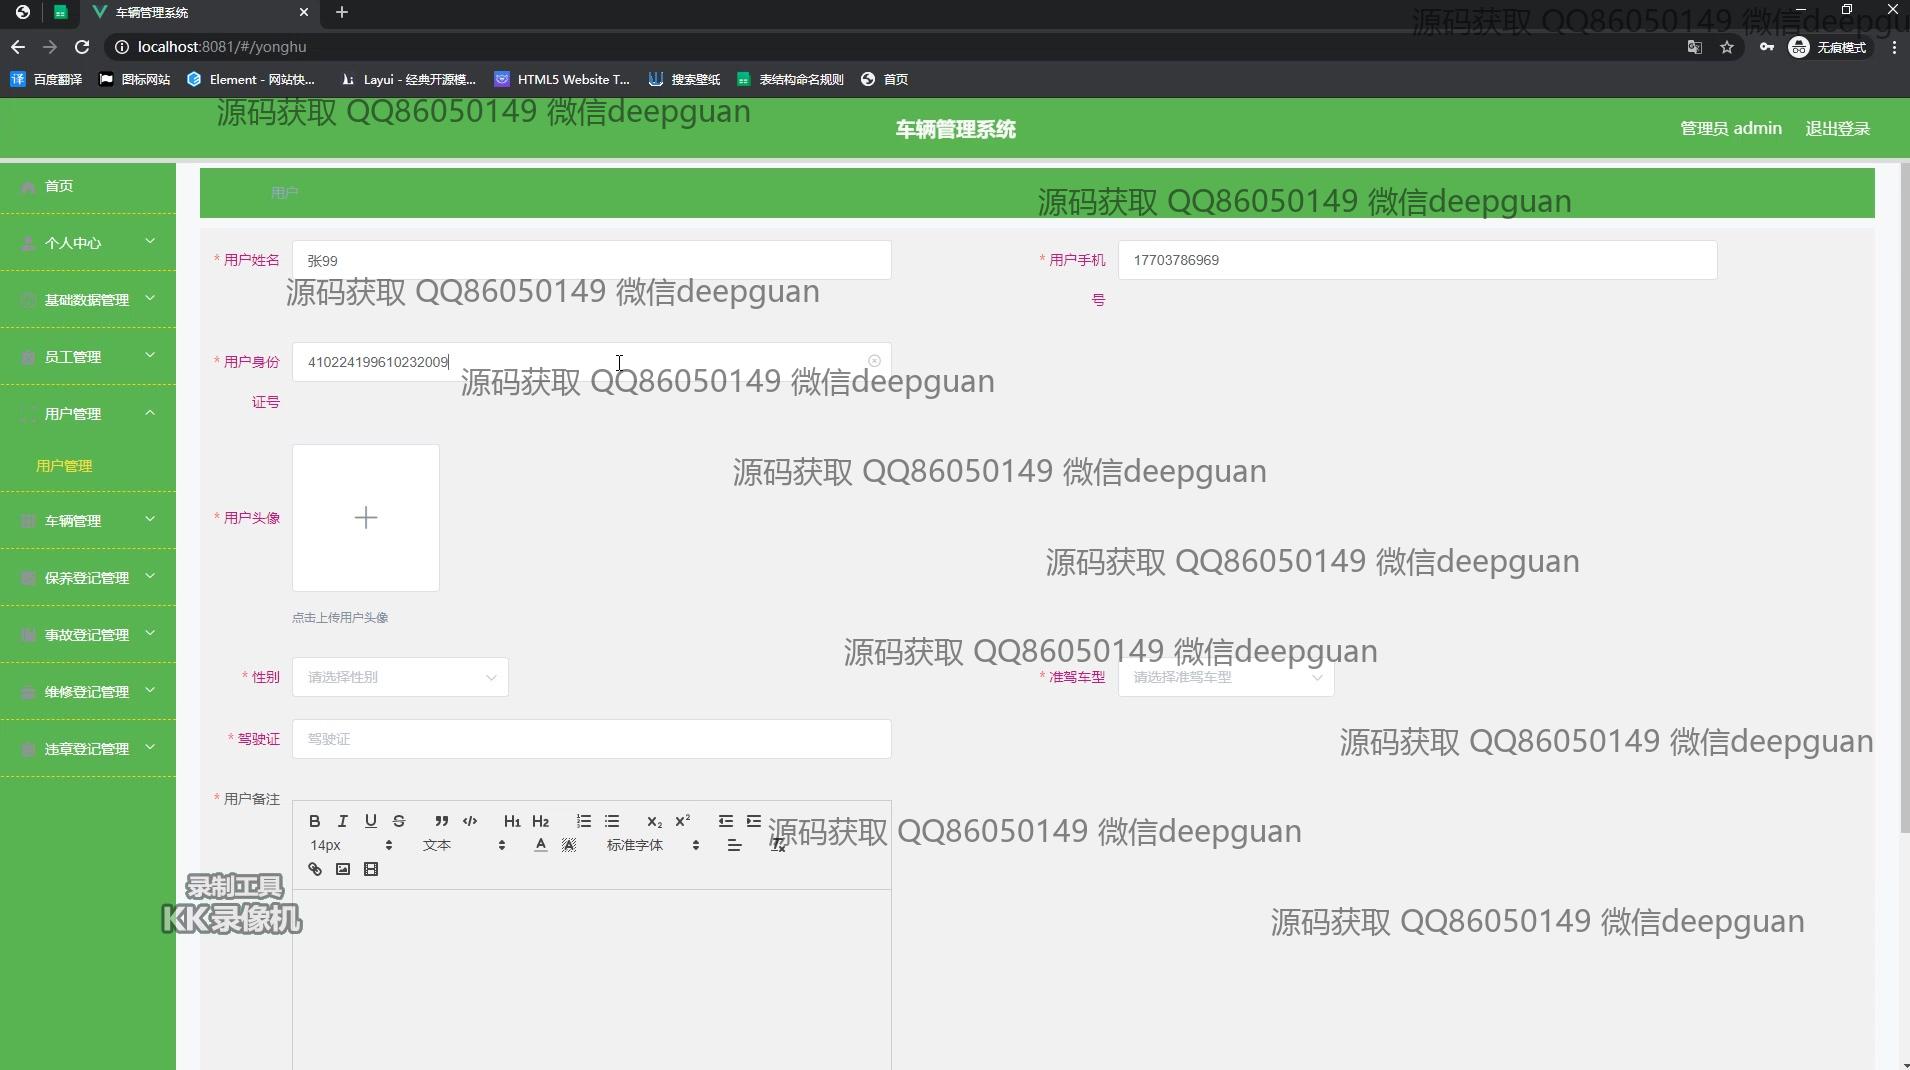 车辆管理系统
localhost:8081/#/yonghu
无痕模式
百度翻译 图标网站 Element - 网站快... Layui - 经典开源模... HTML5 Website T... 搜索壁纸 表结构命名规则 首页
源码获取 QQ86050149 微信deepgu
源码获取 QQ86050149 微信deepguan
车辆管理系统
管理员 admin 退出登录
首页
个人中心
基础数据管理
员工管理
用户管理
用户管理
车辆管理
保养登记管理
事故登记管理
维修登记管理
违章登记管理
用户
源码获取 QQ86050149 微信deepguan
* 用户姓名 张99
* 用户手机号 17703786969
源码获取 QQ86050149 微信deepguan
* 用户身份证号 410224199610232009
源码获取 QQ86050149 微信deepguan
源码获取 QQ86050149 微信deepguan
* 用户头像
源码获取 QQ86050149 微信deepguan
点击上传用户头像
源码获取 QQ86050149 微信deepguan
* 性别 请选择性别
* 准驾车型 请选择准驾车型
* 驾驶证 驾驶证
源码获取 QQ86050149 微信deepguan
* 用户备注
B I U S H1 H2 X2 X2
14px 文本 A A 标准字体
源码获取 QQ86050149 微信deepguan
录制工具
KK录像机
源码获取 QQ86050149 微信deepguan